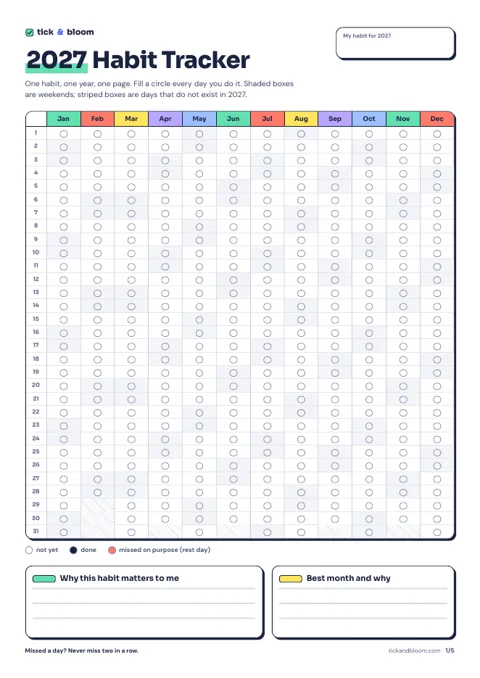 tick & bloom
My habit for 2027
2027 Habit Tracker
One habit, one year, one page. Fill a circle every day you do it. Shaded boxes
are weekends; striped boxes are days that do not exist in 2027.
Jan Feb Mar Apr May Jun Jul Aug Sep Oct Nov Dec
1
2
3
4
5
6
7
8
9
10
11
12
13
14
15
16
17
18
19
20
21
22
23
24
25
26
27
28
29
30
31
not yet done missed on purpose (rest day)
Why this habit matters to me
Best month and why
Missed a day? Never miss two in a row.
tickandbloom.com 1/5